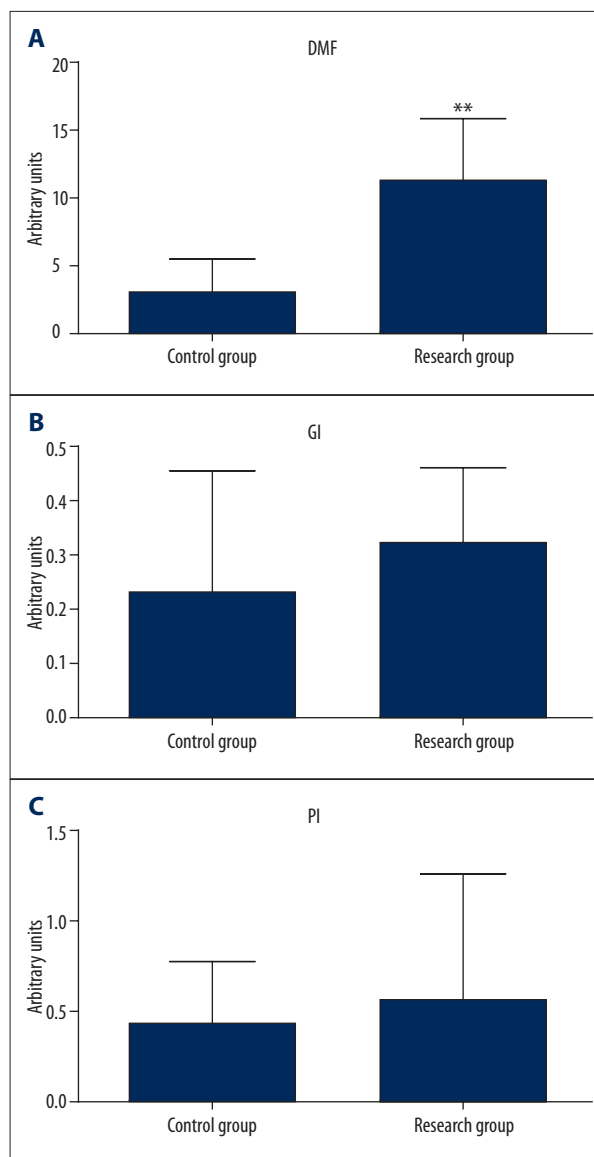 A
DMF
Arbitrary units
20
15
10
5
0
**
Control group
Research group
B
GI
Arbitrary units
0.5
0.4
0.3
0.2
0.1
0.0
Control group
Research group
C
PI
Arbitrary units
1.5
1.0
0.5
0.0
Control group
Research group